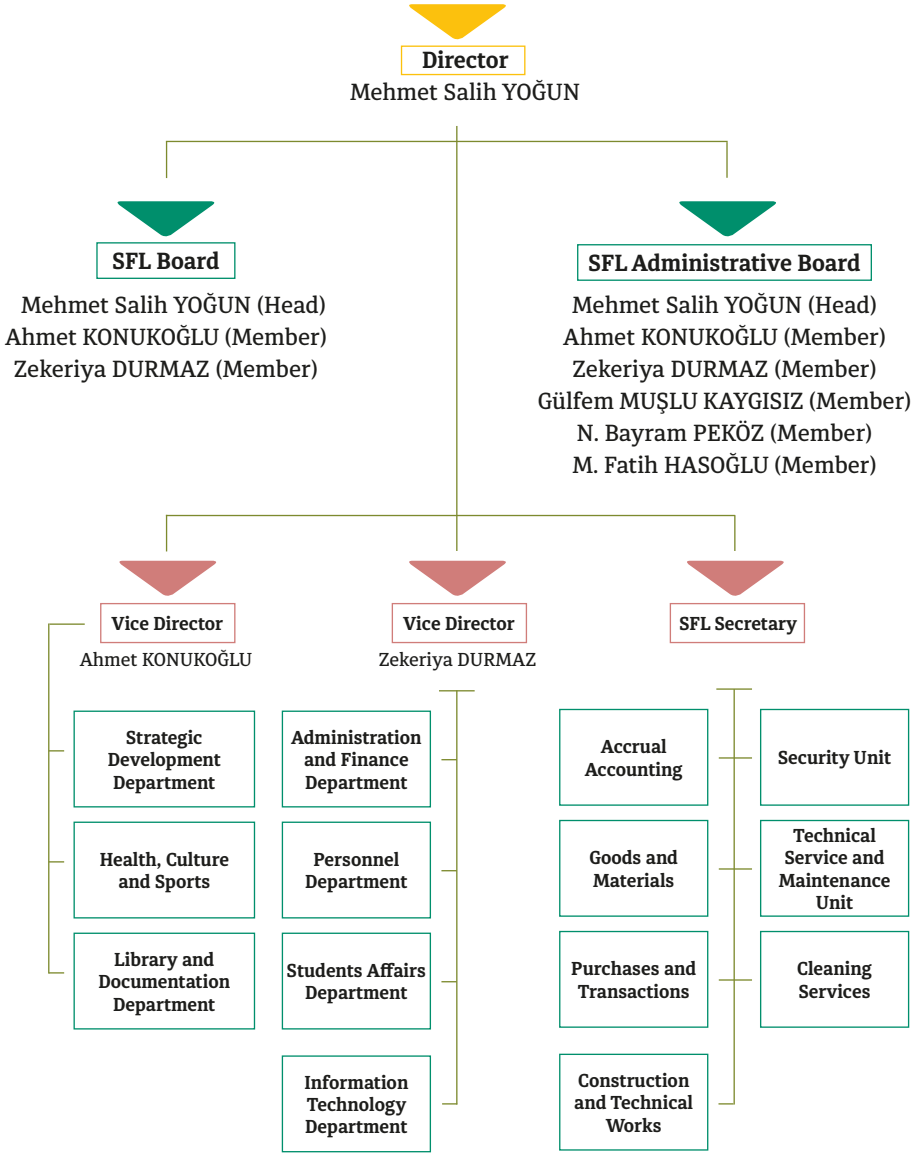 Director
Mehmet Salih YOĞUN
SFL Board
Mehmet Salih YOĞUN (Head)
Ahmet KONUKOĞLU (Member)
Zekeriya DURMAZ (Member)
SFL Administrative Board
Mehmet Salih YOĞUN (Head)
Ahmet KONUKOĞLU (Member)
Zekeriya DURMAZ (Member)
Gülfem MUŞLU KAYGISIZ (Member)
N. Bayram PEKÖZ (Member)
M. Fatih HASOĞLU (Member)
Vice Director
Ahmet KONUKOĞLU
Strategic
Development
Department
Health, Culture
and Sports
Library and
Documentation
Department
Vice Director
Zekeriya DURMAZ
Administration
and Finance
Department
Personnel
Department
Students Affairs
Department
Information
Technology
Department
SFL Secretary
Accrual
Accounting
Goods and
Materials
Purchases and
Transactions
Construction
and Technical
Works
Security Unit
Technical
Service and
Maintenance
Unit
Cleaning
Services